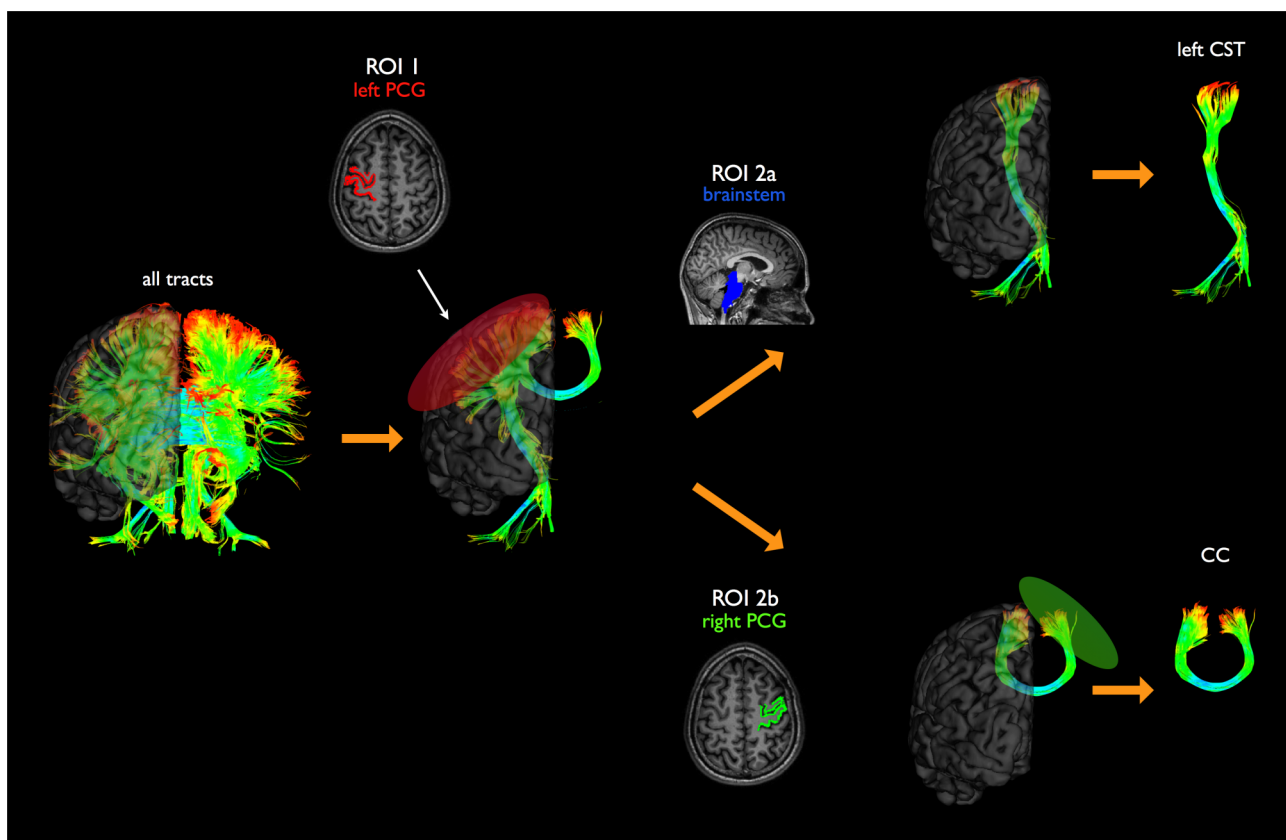 ROI 1
left PCG
all tracts
ROI 2a
brainstem
left CST
ROI 2b
right PCG
CC